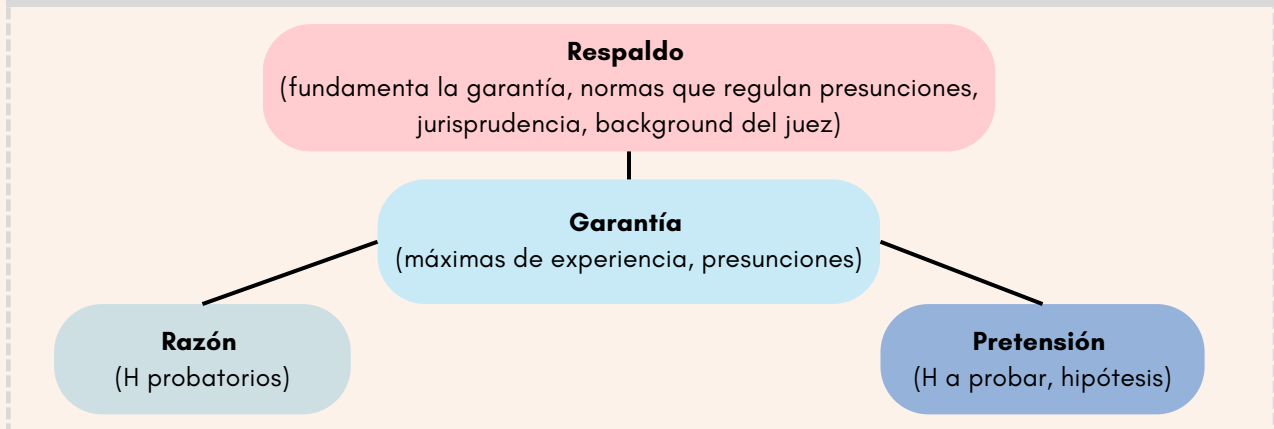 Respaldo
(fundamenta la garantía, normas que regulan presunciones,
jurisprudencia, background del juez)
Garantía
(máximas de experiencia, presunciones)
Razón
(H probatorios)
Pretensión
(H a probar, hipótesis)